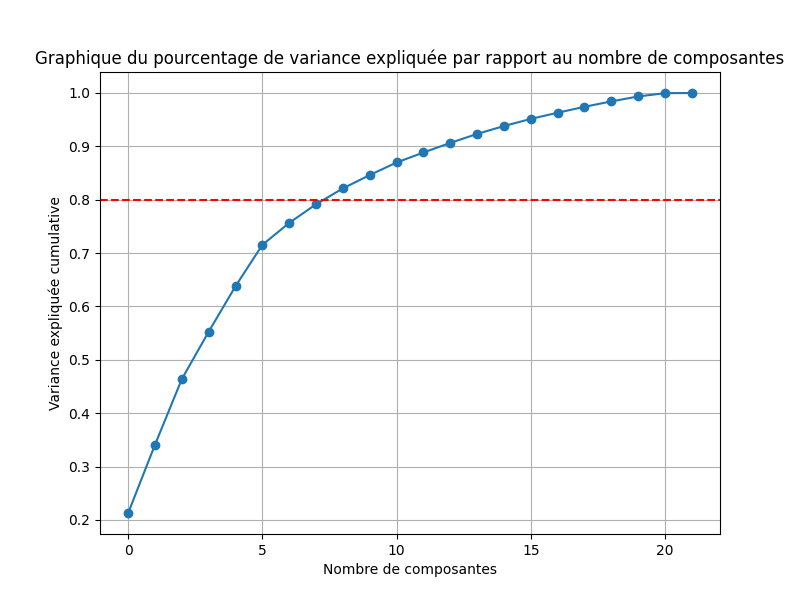 Graphique du pourcentage de variance expliquée par rapport au nombre de composantes
1.0
0.9
0.8
0.7
0.6
0.5
0.4
0.3
0.2
Variance expliquée cumulative
0 5 10 15 20
Nombre de composantes